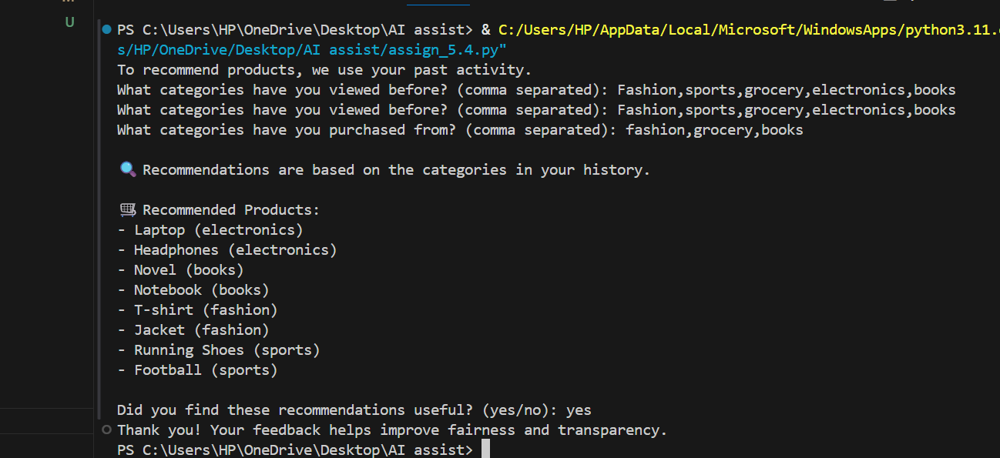 U
PS C:\Users\HP\OneDrive\Desktop\AI assist> & C:/Users/HP/AppData/Local/Microsoft/WindowsApps/python3.11.
s/HP/OneDrive/Desktop/AI assist/assign_5.4.py"
To recommend products, we use your past activity.
What categories have you viewed before? (comma separated): Fashion,sports,grocery,electronics,books
What categories have you viewed before? (comma separated): Fashion,sports,grocery,electronics,books
What categories have you purchased from? (comma separated): fashion,grocery,books
🔍 Recommendations are based on the categories in your history.
🛒 Recommended Products:
- Laptop (electronics)
- Headphones (electronics)
- Novel (books)
- Notebook (books)
- T-shirt (fashion)
- Jacket (fashion)
- Running Shoes (sports)
- Football (sports)
Did you find these recommendations useful? (yes/no): yes
Thank you! Your feedback helps improve fairness and transparency.
PS C:\Users\HP\OneDrive\Desktop\AI assist>